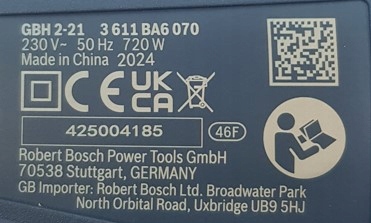 GBH 2-21 3 611 BA6 070
230 V~ 50 Hz 720 W
Made in China 2024
CE UK CA
425004185 46F
Robert Bosch Power Tools GmbH
70538 Stuttgart, GERMANY
GB Importer: Robert Bosch Ltd. Broadwater Park
North Orbital Road, Uxbridge UB9 5HJ